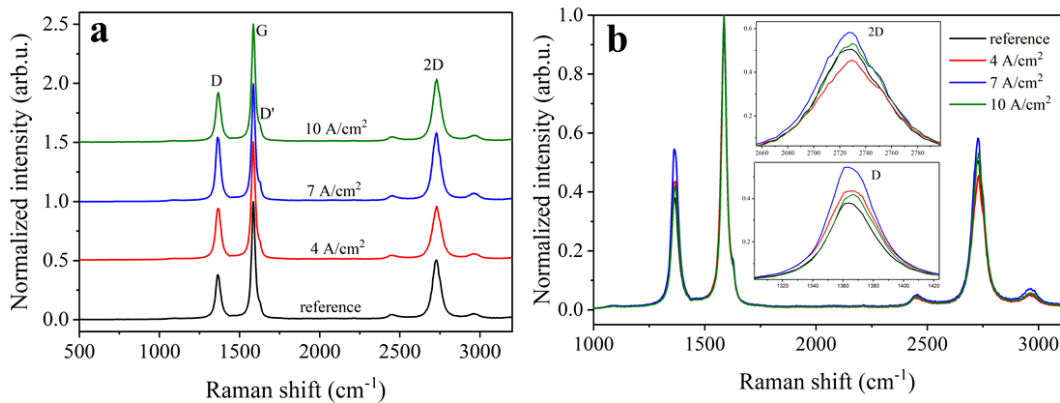 a
Normalized intensity (arb.u.)
2.5
2.0
1.5
1.0
0.5
0.0
G
D
D'
2D
10 A/cm²
7 A/cm²
4 A/cm²
reference
500
1000
1500
2000
2500
3000
Raman shift (cm⁻¹)
b
Normalized intensity (arb.u.)
1.0
0.8
0.6
0.4
0.2
0.0
2D
0.6
0.4
0.2
2660
2680
2700
2720
2740
2760
2780
D
0.4
0.2
0.0
1320
1340
1360
1380
1400
1420
reference
4 A/cm²
7 A/cm²
10 A/cm²
1000
1500
2000
2500
3000
Raman shift (cm⁻¹)